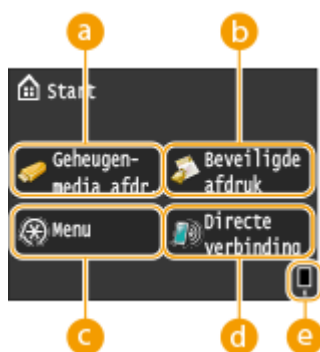 a
b
Start
Geheugen-
media afdr.
Beveiligde
afdruk
Menu
Directe
verbinding
c
d
e